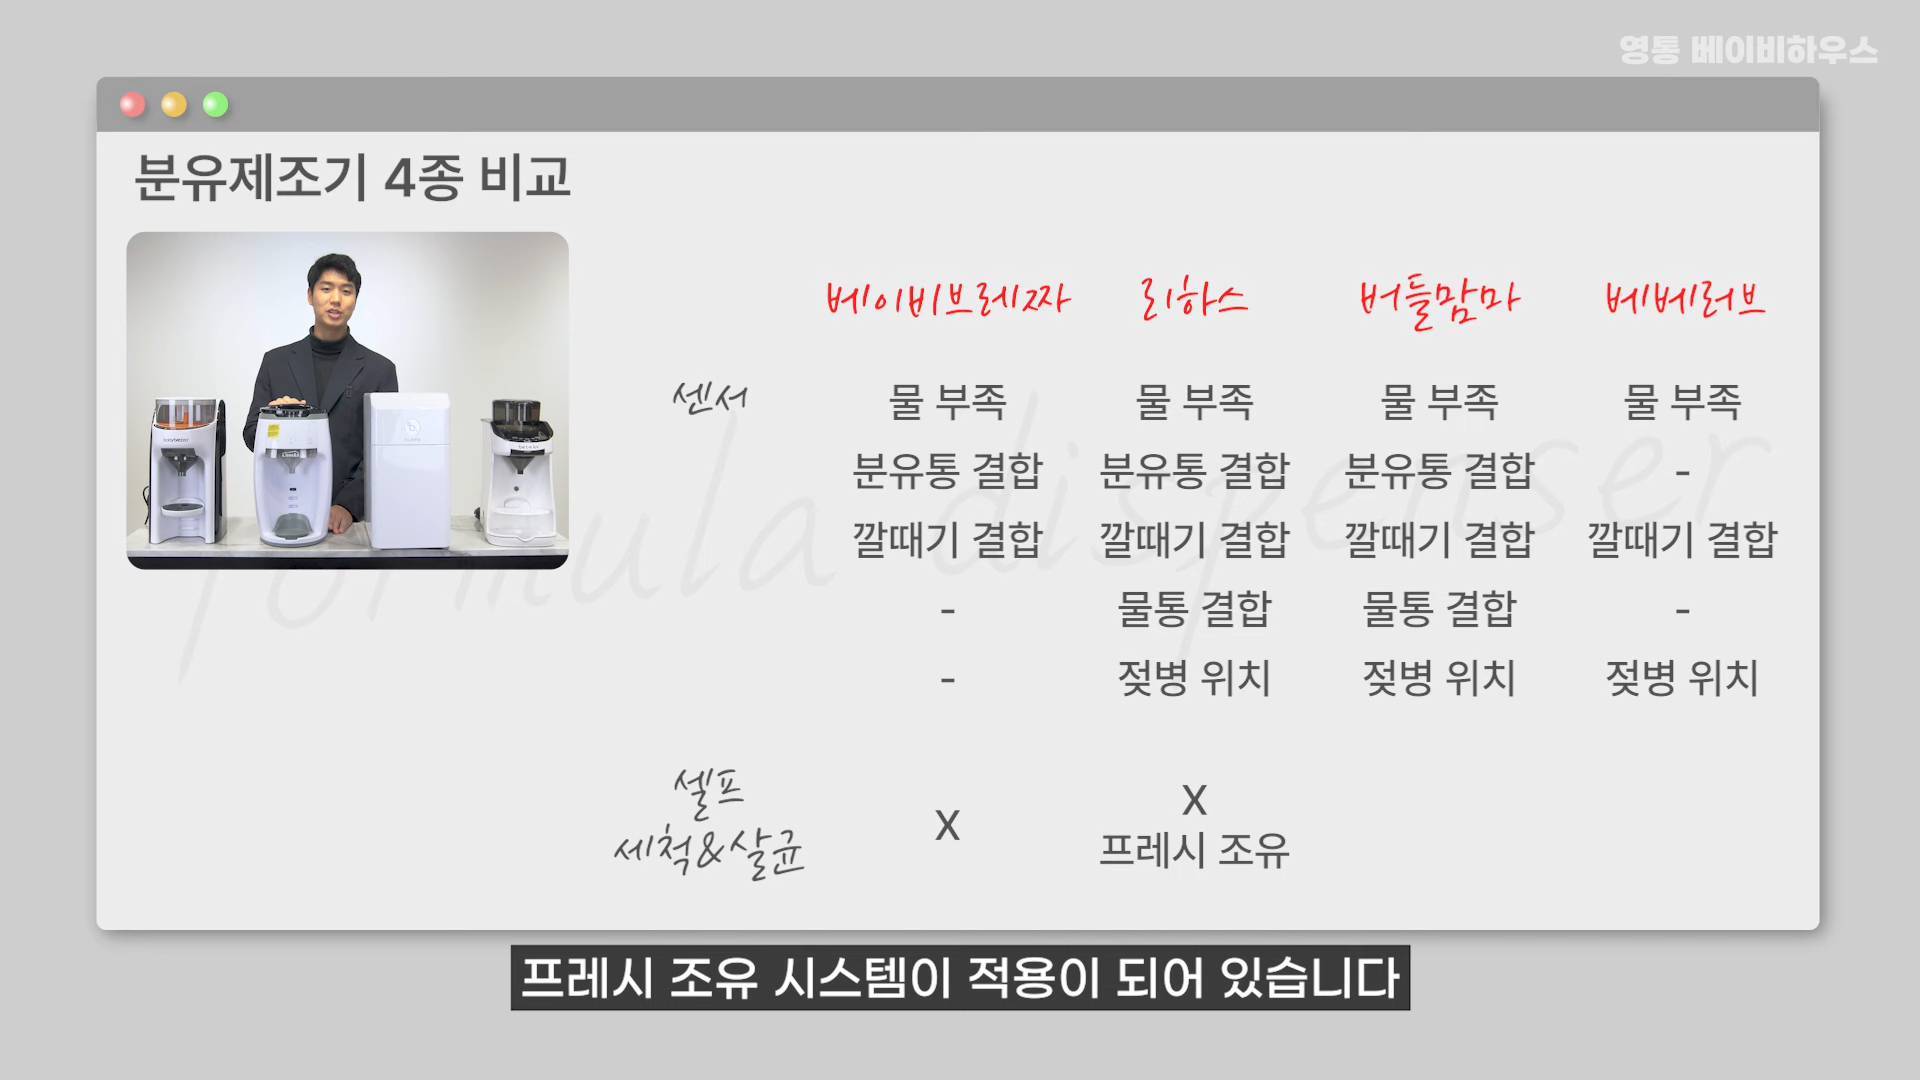 영통 베이비하우스
분유제조기 4종 비교
베이비브레짜 리하스 버들맘마 베베러브
센서 물 부족 물 부족 물 부족 물 부족
분유통 결합 분유통 결합 분유통 결합 -
깔때기 결합 깔때기 결합 깔때기 결합 깔때기 결합
- 물통 결합 물통 결합 -
- 젖병 위치 젖병 위치 젖병 위치
formula dispenser
셀프
세척&살균
X
X
프레시 조유
프레시 조유 시스템이 적용이 되어 있습니다